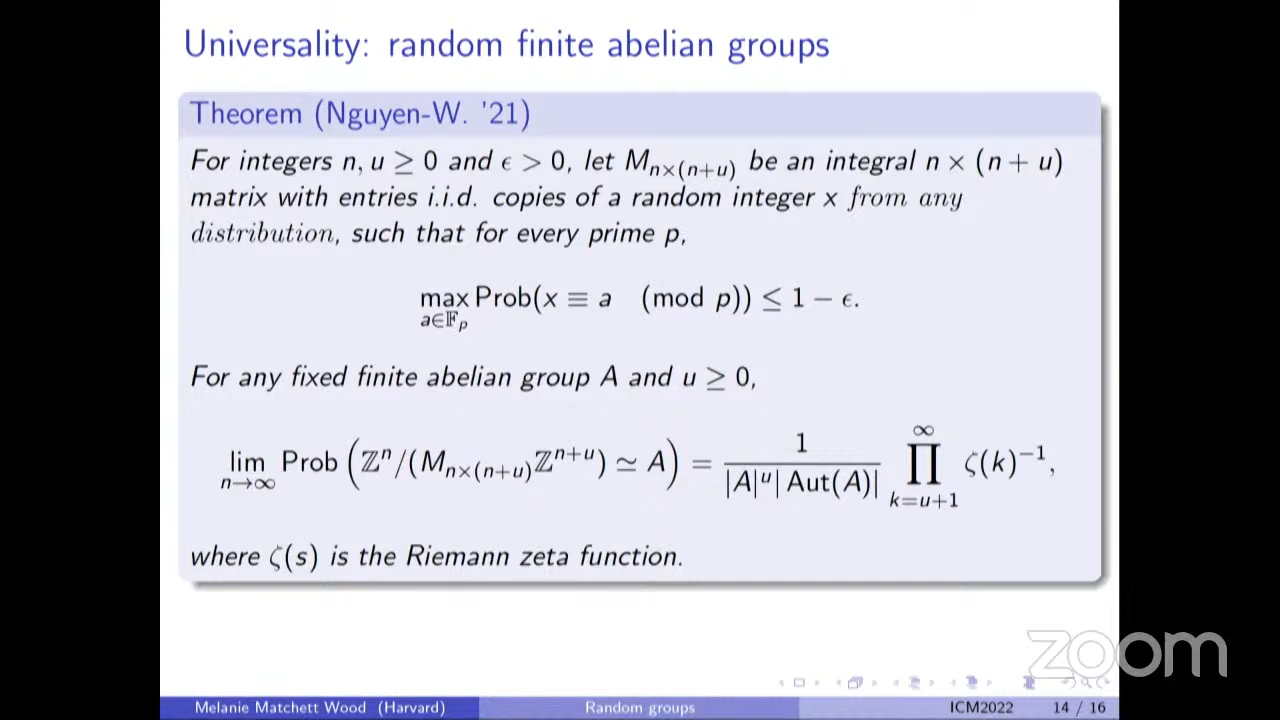 Universality: random finite abelian groups
Theorem (Nguyen-W. '21)
For integers n, u ≥ 0 and ϵ > 0, let M_{n×(n+u)} be an integral n × (n + u)
matrix with entries i.i.d. copies of a random integer x from any
distribution, such that for every prime p,
max_{a∈𝔽_p} Prob(x ≡ a (mod p)) ≤ 1 − ϵ.
For any fixed finite abelian group A and u ≥ 0,
lim_{n→∞} Prob (ℤ^n/(M_{n×(n+u)}ℤ^{n+u}) ≃ A) = 1/(|A|^u| Aut(A)|) ∏_{k=u+1}^{∞} ζ(k)^{−1},
where ζ(s) is the Riemann zeta function.
zoom
Melanie Matchett Wood (Harvard) Random groups ICM2022 14 / 16